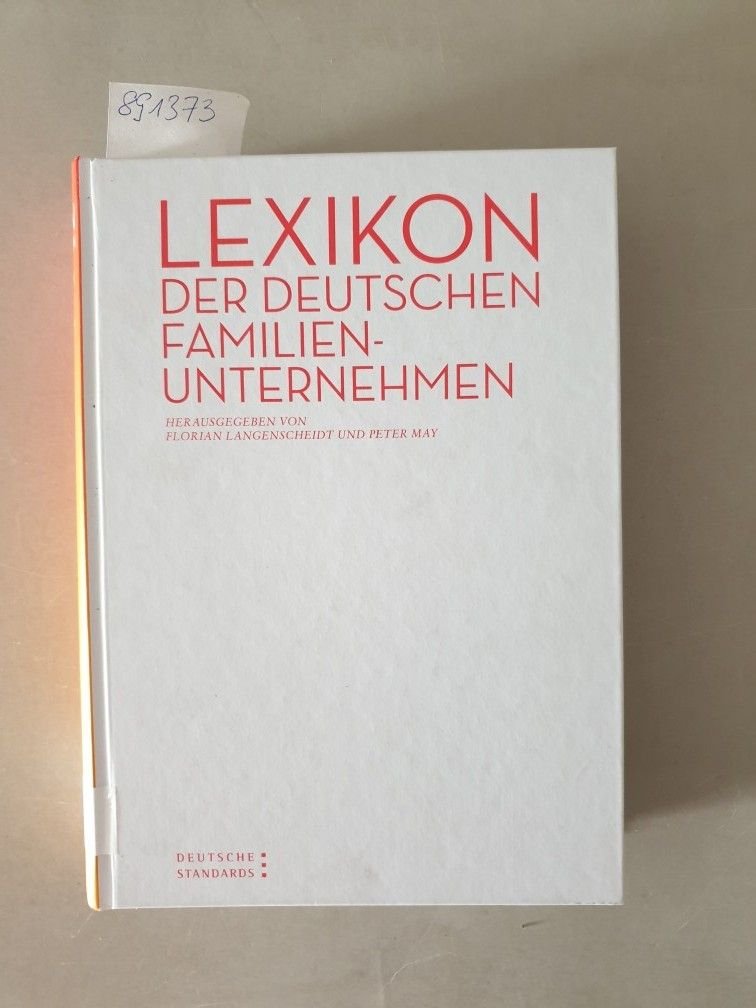 891373
LEXIKON
DER DEUTSCHEN
FAMILIEN-
UNTERNEHMEN
HERAUSGEGEBEN VON
FLORIAN LANGENSCHEIDT UND PETER MAY
DEUTSCHE
STANDARDS